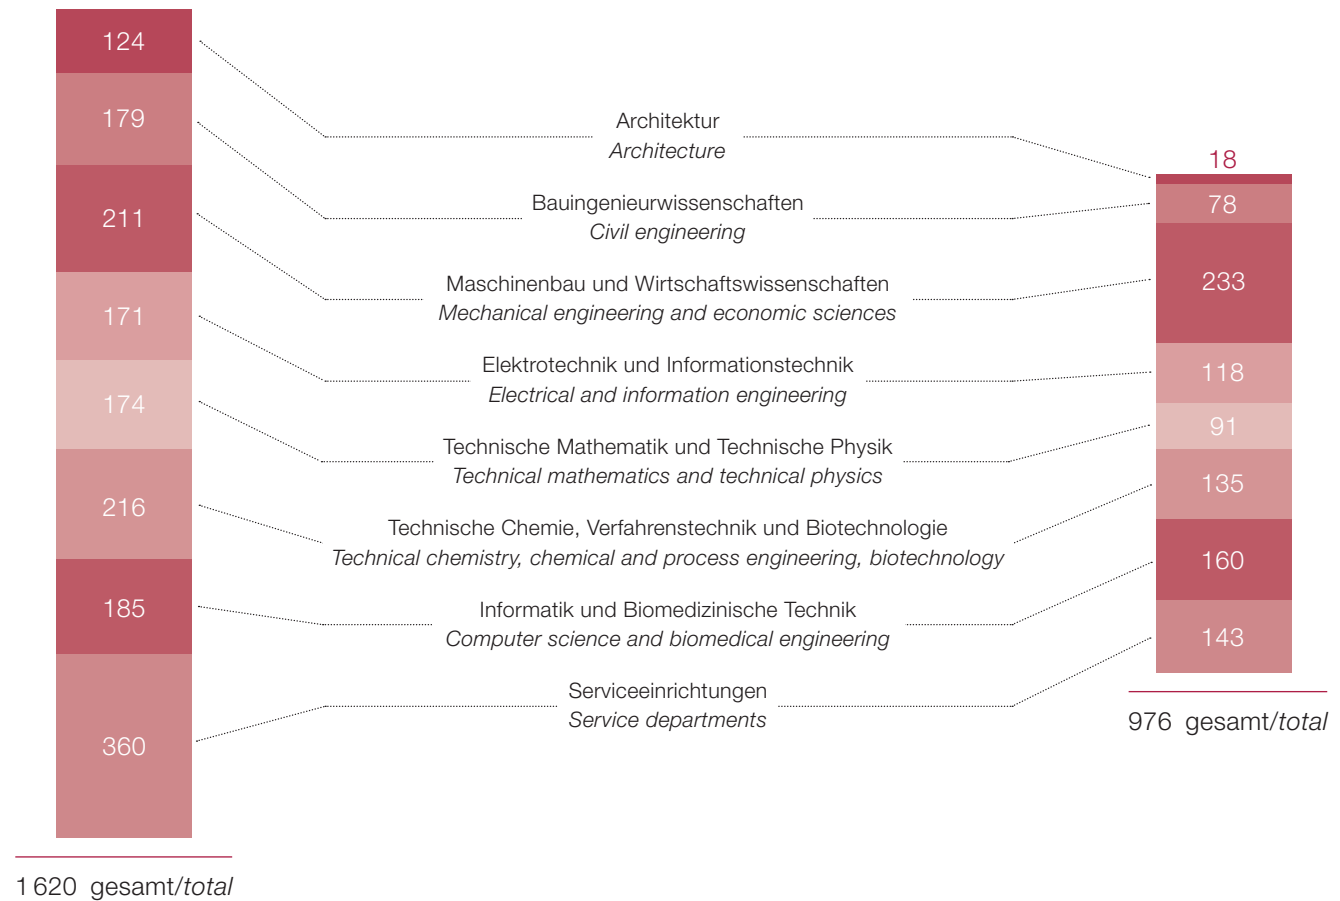 124
179
211
171
174
216
185
360
1 620 gesamt/total
Architektur
Architecture
Bauingenieurwissenschaften
Civil engineering
Maschinenbau und Wirtschaftswissenschaften
Mechanical engineering and economic sciences
Elektrotechnik und Informationstechnik
Electrical and information engineering
Technische Mathematik und Technische Physik
Technical mathematics and technical physics
Technische Chemie, Verfahrenstechnik und Biotechnologie
Technical chemistry, chemical and process engineering, biotechnology
Informatik und Biomedizinische Technik
Computer science and biomedical engineering
Serviceeinrichtungen
Service departments
18
78
233
118
91
135
160
143
976 gesamt/total